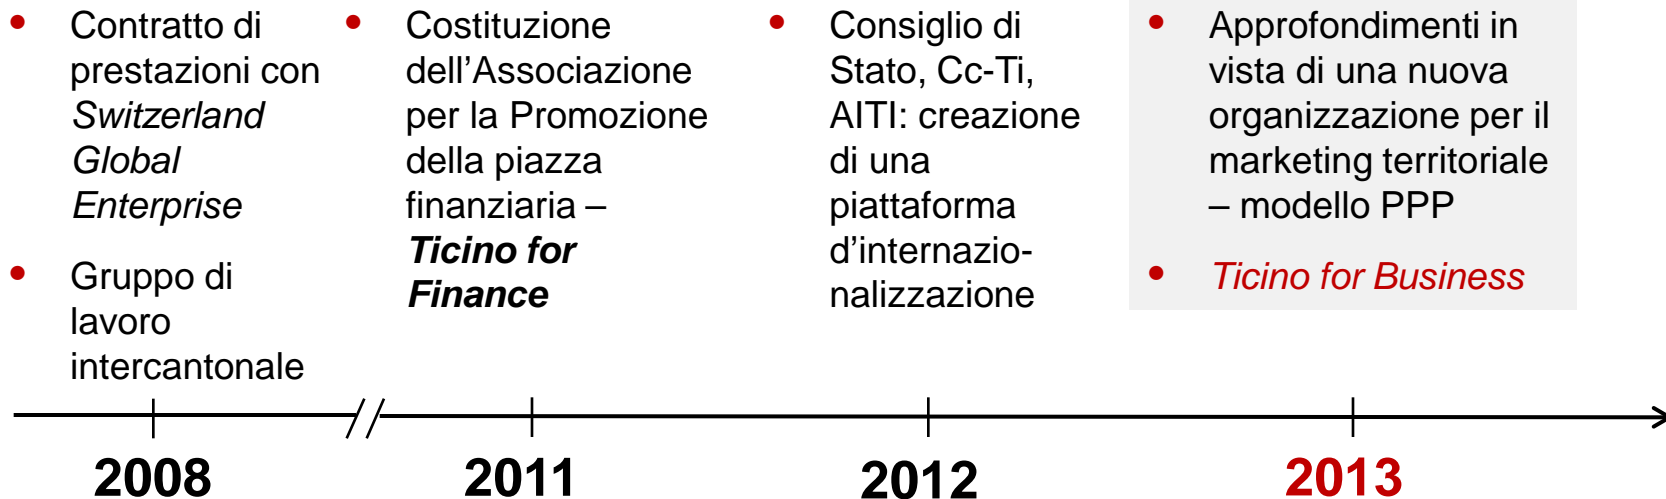 • Contratto di
prestazioni con
Switzerland
Global
Enterprise
• Gruppo di
lavoro
intercantonale
• Costituzione
dell’Associazione
per la Promozione
della piazza
finanziaria –
Ticino for
Finance
• Consiglio di
Stato, Cc-Ti,
AITI: creazione
di una
piattaforma
d’internazio-
nalizzazione
• Approfondimenti in
vista di una nuova
organizzazione per il
marketing territoriale
– modello PPP
• Ticino for Business
2008
2011
2012
2013